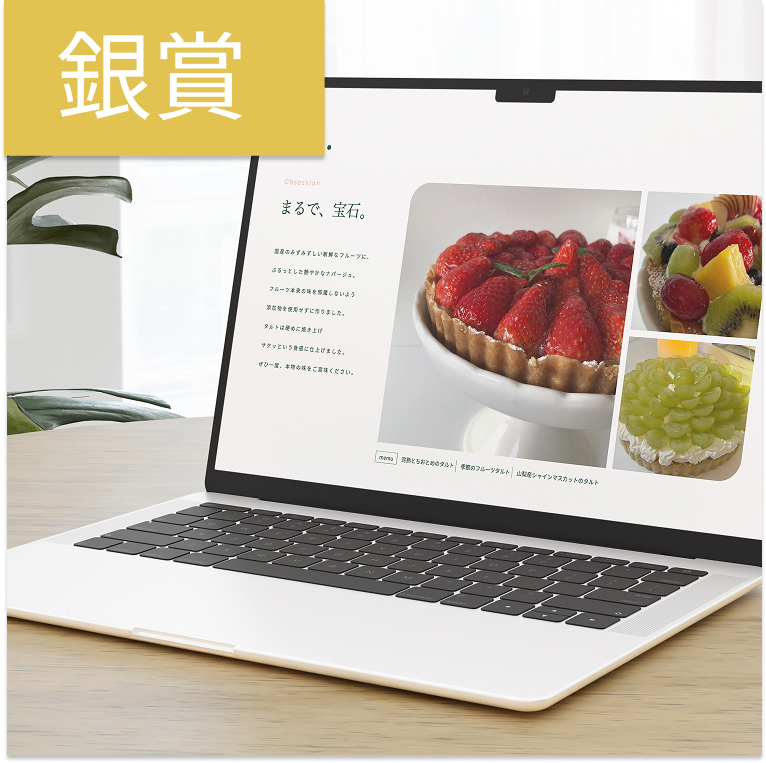 銀賞
Obsession
まるで、宝石。
国産のみずみずしい新鮮なフルーツに、
ぷるっとした艶やかなナパージュ。
フルーツ本来の味を邪魔しないよう
添加物を使用せずに作りました。
タルトは硬めに焼き上げ
サクッという食感に仕上げました。
ぜひ一度、本物の味をご賞味ください。
menu 完熟とちおとめのタルト 季節のフルーツタルト 山梨産シャインマスカットのタルト